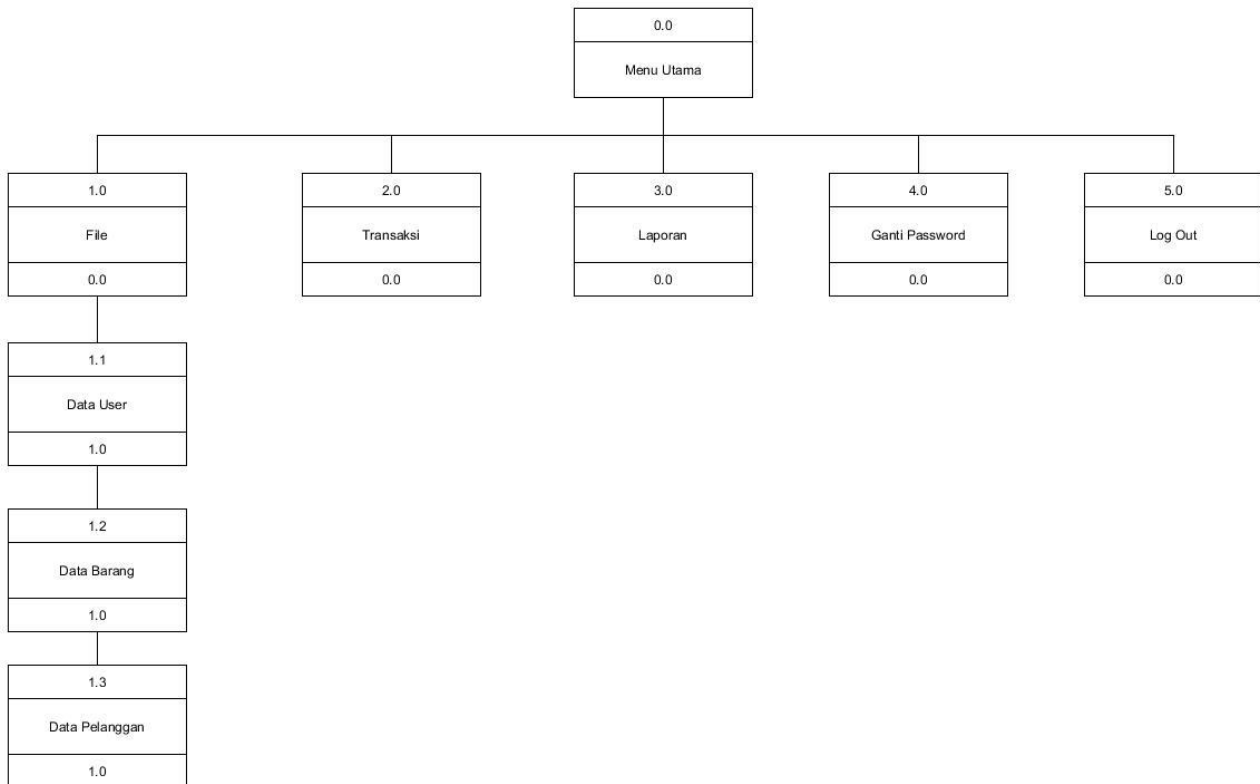 0.0
Menu Utama
1.0
File
0.0
2.0
Transaksi
0.0
3.0
Laporan
0.0
4.0
Ganti Password
0.0
5.0
Log Out
0.0
1.1
Data User
1.0
1.2
Data Barang
1.0
1.3
Data Pelanggan
1.0